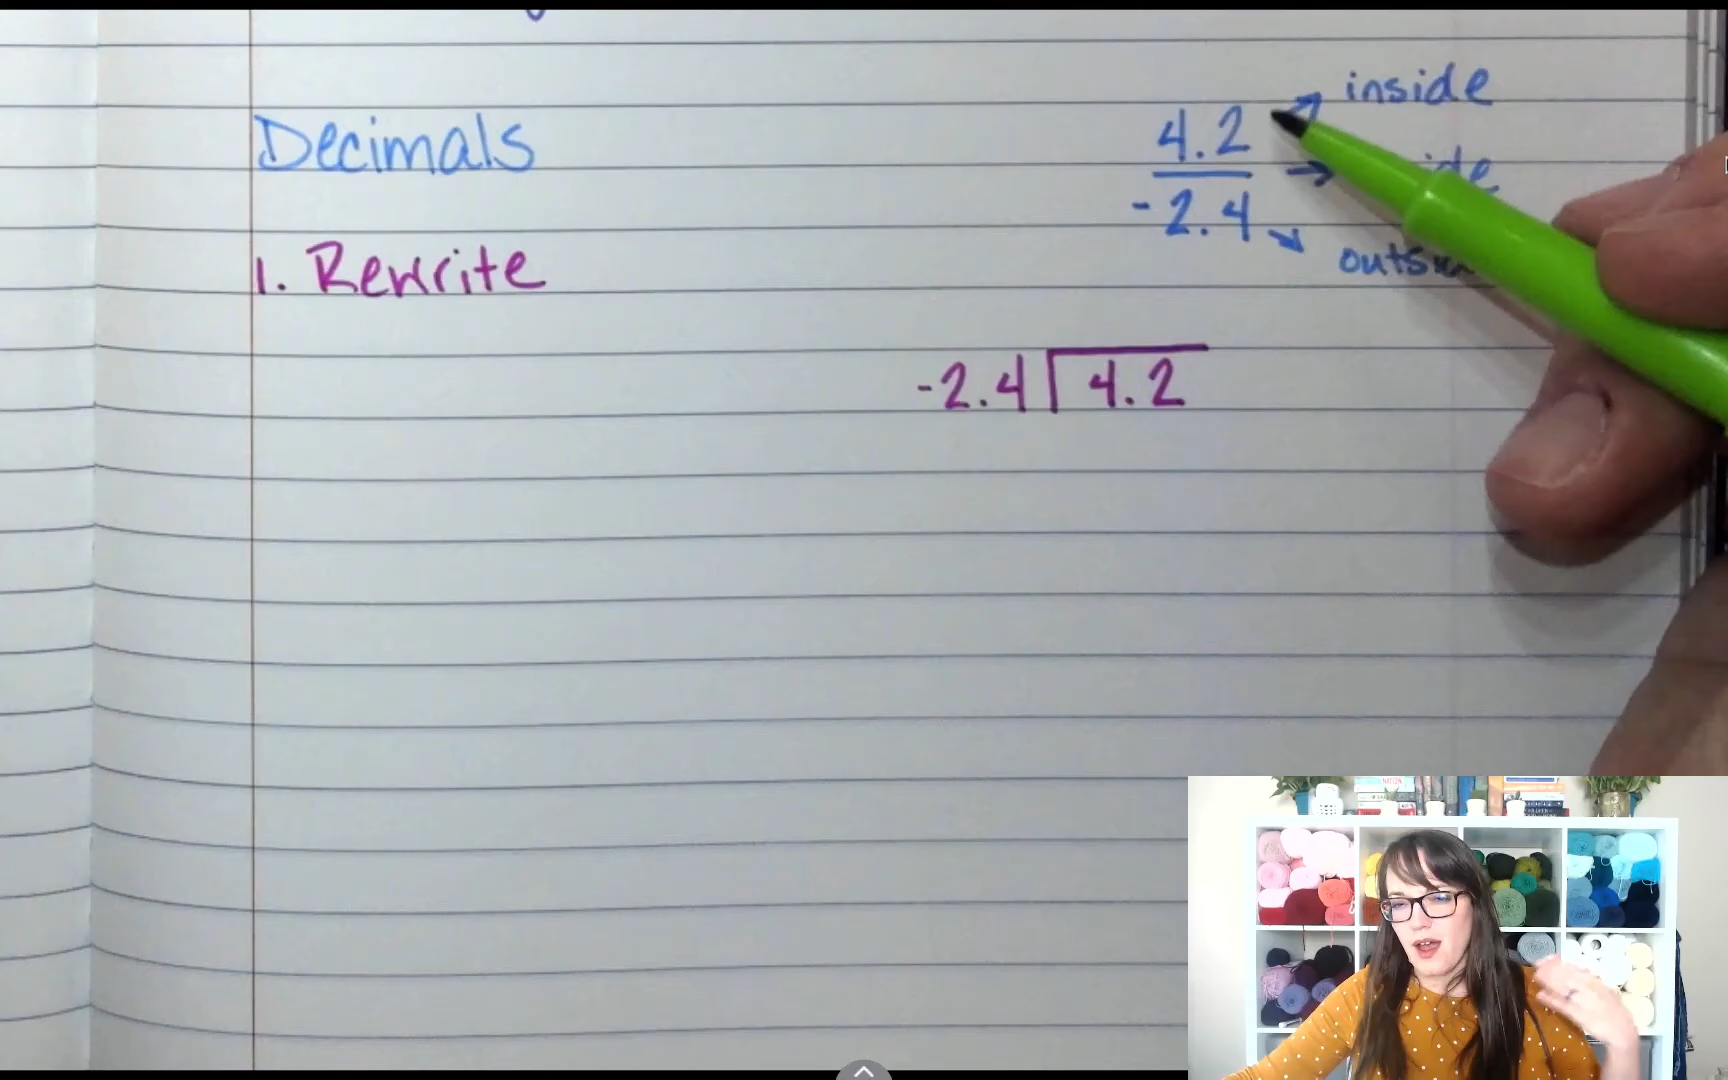 Decimals
4.2 inside
-2.4
1. Rewrite
-2.4 4.2